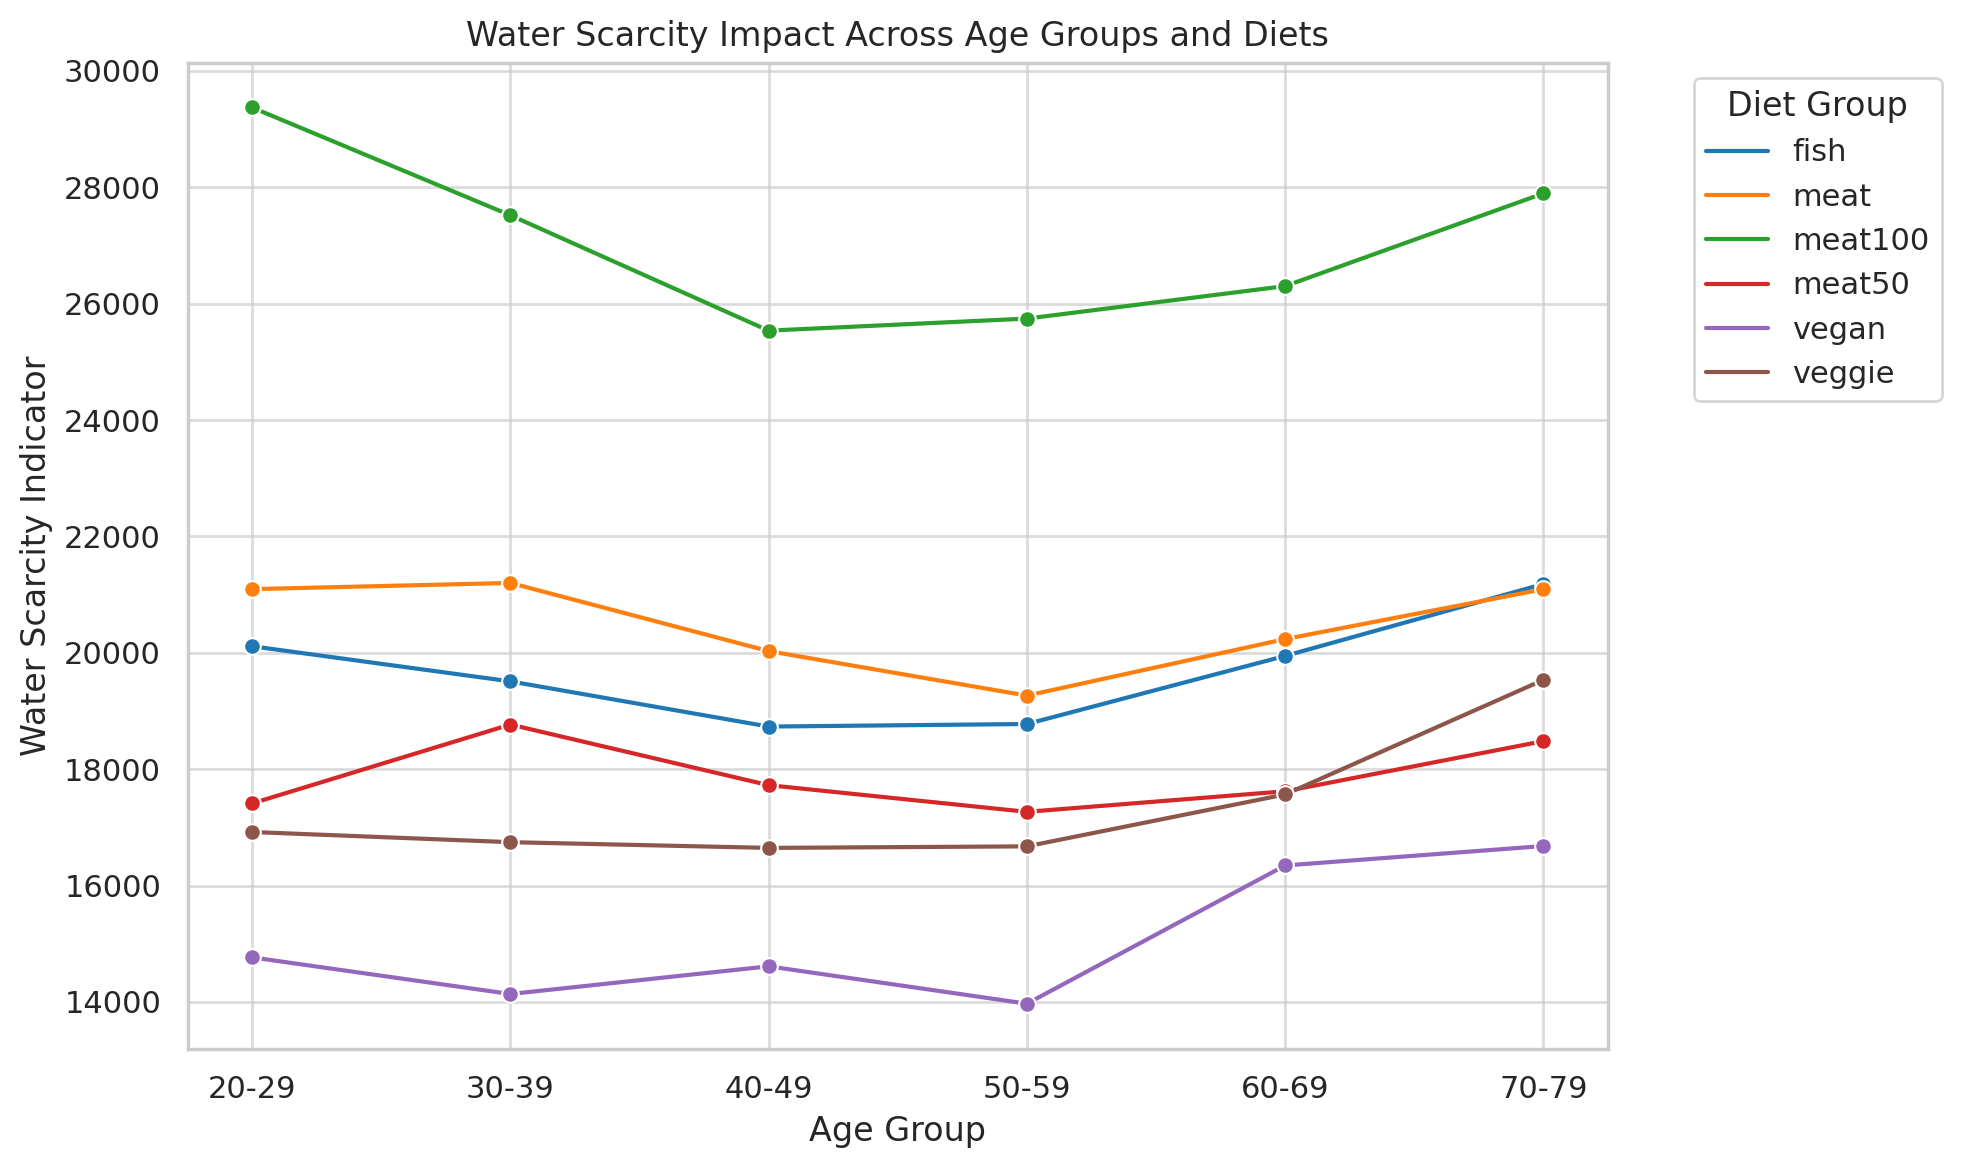 Water Scarcity Impact Across Age Groups and Diets
30000
28000
26000
24000
22000
20000
18000
16000
14000
Water Scarcity Indicator
20-29 30-39 40-49 50-59 60-69 70-79
Age Group
Diet Group
fish
meat
meat100
meat50
vegan
veggie